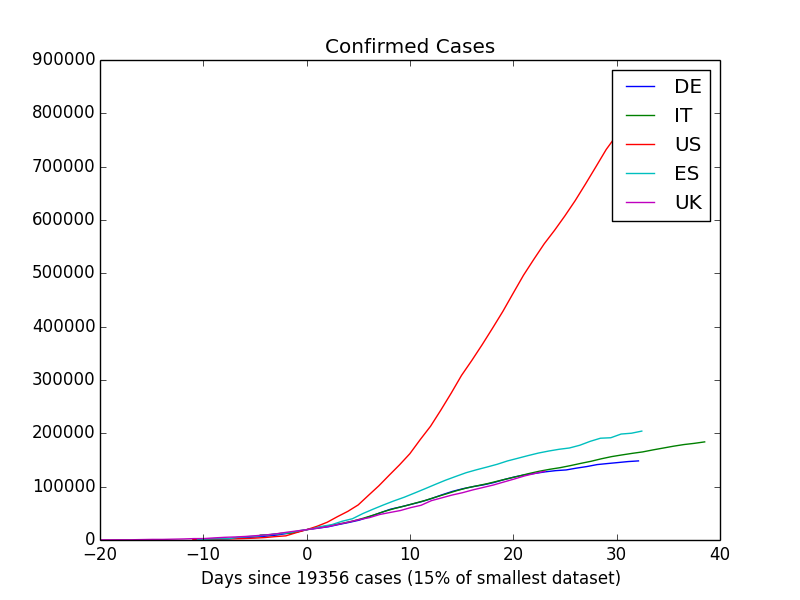 Confirmed Cases
900000
800000
700000
600000
500000
400000
300000
200000
100000
0
−20
−10
0
10
20
30
40
DE
IT
US
ES
UK
Days since 19356 cases (15% of smallest dataset)